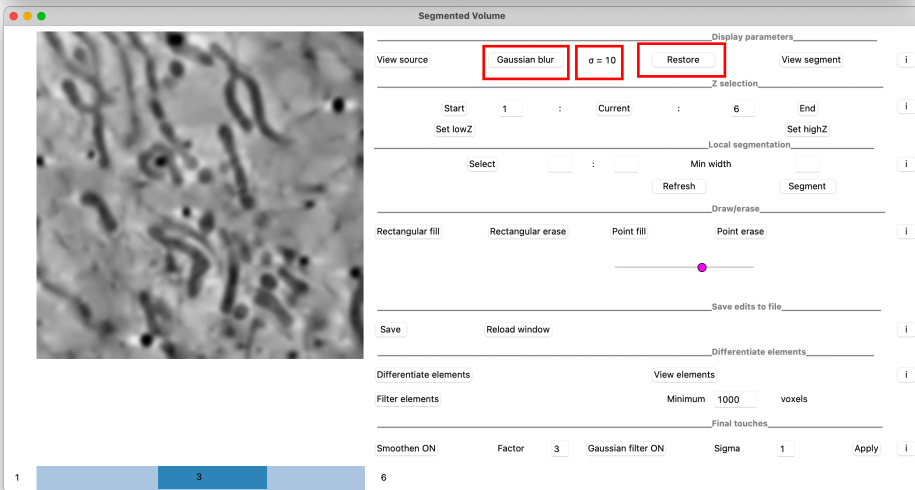 Segmented Volume
Display parameters
View source Gaussian blur σ = 10 Restore View segment i
Z selection
Start 1 : Current : 6 End i
Set lowZ Set highZ
Local segmentation
Select : Min width i
Refresh Segment
Draw/erase
Rectangular fill Rectangular erase Point fill Point erase i
Save edits to file
Save Reload window i
Differentiate elements
Differentiate elements View elements i
Filter elements Minimum 1000 voxels
Final touches
Smoothen ON Factor 3 Gaussian filter ON Sigma 1 Apply i
1 3 6